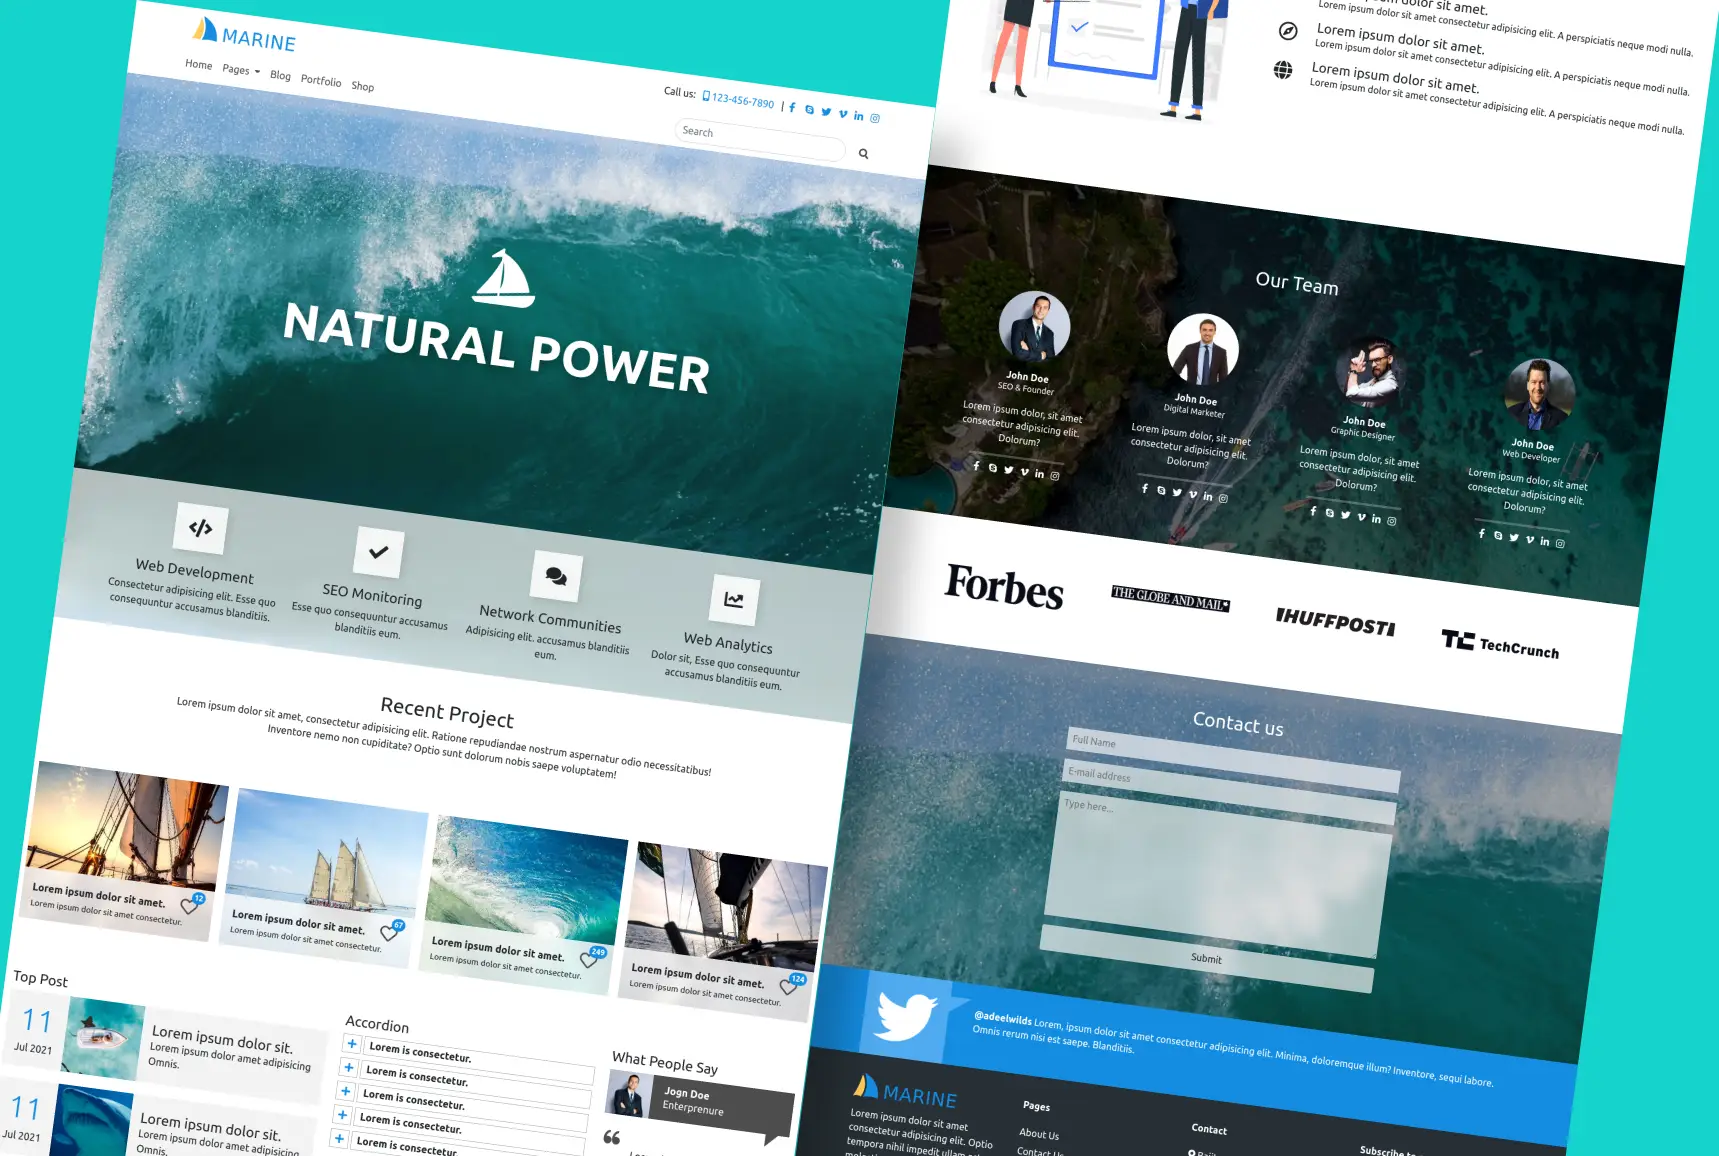 MARINE
Home
Pages
Blog
Portfolio
Shop
Call us:
123-456-7890
|
Search
NATURAL POWER
Web Development
Consectetur adipisicing elit. Esse quo
consequuntur accusamus blanditiis.
SEO Monitoring
Esse quo consequuntur accusamus
blanditiis eum.
Network Communities
Adipisicing elit. accusamus blanditiis
eum.
Web Analytics
Dolor sit, Esse quo consequuntur
accusamus blanditiis eum.
Recent Project
Lorem ipsum dolor sit amet, consectetur adipisicing elit. Ratione repudiandae nostrum aspernatur odio necessitatibus!
Inventore nemo non cupiditate? Optio sunt dolorum nobis saepe voluptatem!
Lorem ipsum dolor sit amet.
Lorem ipsum dolor sit amet consectetur.
12
Lorem ipsum dolor sit amet.
Lorem ipsum dolor sit amet consectetur.
67
Lorem ipsum dolor sit amet.
Lorem ipsum dolor sit amet consectetur.
249
Lorem ipsum dolor sit amet.
Lorem ipsum dolor sit amet consectetur.
124
Top Post
11
Jul 2021
Lorem ipsum dolor sit.
Lorem ipsum dolor amet adipisicing
Omnis.
11
Jul 2021
Lorem ipsum dolor sit.
Lorem ipsum dolor amet adipisicing
Omnis.
Accordion
Lorem is consectetur.
Lorem is consectetur.
Lorem is consectetur.
Lorem is consectetur.
Lorem is consectetur.
What People Say
Jogn Doe
Enterprenure
“
Lorem ipsum dolor sit amet.
Lorem ipsum dolor sit amet consectetur adipisicing elit. A perspiciatis neque modi nulla.
Lorem ipsum dolor sit amet.
Lorem ipsum dolor sit amet consectetur adipisicing elit. A perspiciatis neque modi nulla.
Lorem ipsum dolor sit amet.
Lorem ipsum dolor sit amet consectetur adipisicing elit. A perspiciatis neque modi nulla.
Our Team
John Doe
SEO & Founder
Lorem ipsum dolor, sit amet
consectetur adipisicing elit.
Dolorum?
John Doe
Digital Marketer
Lorem ipsum dolor, sit amet
consectetur adipisicing elit.
Dolorum?
John Doe
Graphic Designer
Lorem ipsum dolor, sit amet
consectetur adipisicing elit.
Dolorum?
John Doe
Web Developer
Lorem ipsum dolor, sit amet
consectetur adipisicing elit.
Dolorum?
Forbes
THE GLOBE AND MAIL
IHUFFPOSTI
TC TechCrunch
Contact us
Full Name
E-mail address
Type here...
Submit
@adeelwilds Lorem, ipsum dolor sit amet consectetur adipisicing elit. Minima, doloremque illum? Inventore, sequi labore.
Omnis rerum nisi est saepe. Blanditiis.
MARINE
Lorem ipsum dolor sit amet
consectetur adipisicing elit. Optio
tempora nihil impedit ullam
Pages
About Us
Contact Us
Contact
Subscribe